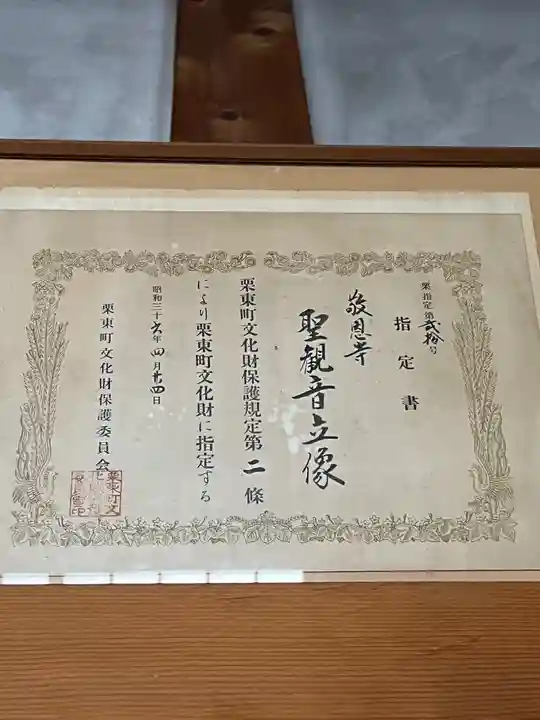 栗指定第弐拾号
指定書
敬恩寺
聖観音立像
栗東町文化財保護規定第二條
により栗東町文化財に指定する
昭和三十六年四月廿四日
栗東町文化財保護委員会